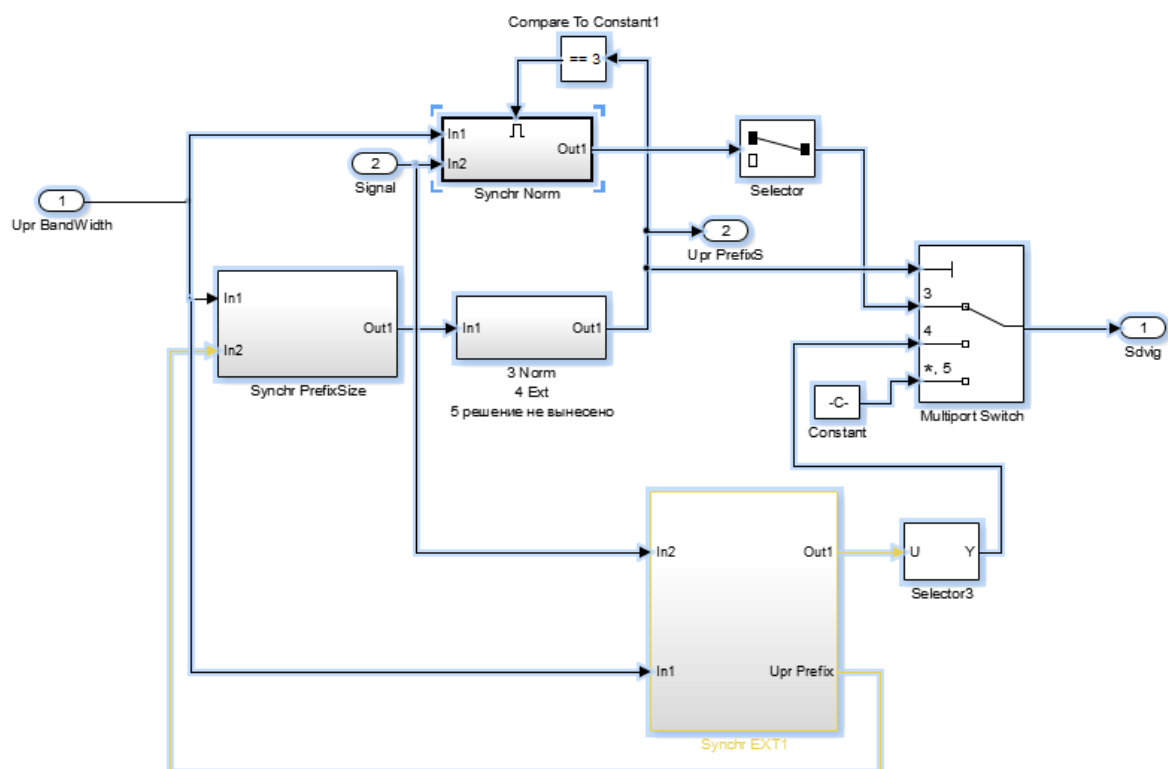 Compare To Constant1
== 3
In1
In2
Out1
Synchr Norm
2
Signal
Selector
1
Upr BandWidth
2
Upr PrefixS
In1
In2
Out1
Synchr PrefixSize
In1
Out1
3 Norm
4 Ext
5 решение не вынесено
3
4
*, 5
Multiport Switch
1
Sdvig
-C-
Constant
In2
In1
Out1
Upr Prefix
Synchr EXT1
U
Y
Selector3